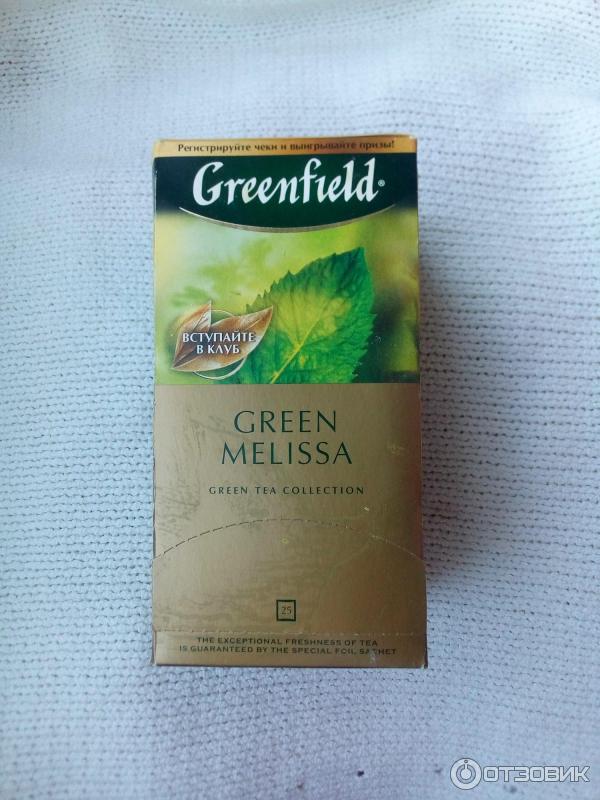 Регистрируйте чеки и выигрывайте призы!
Greenfield®
ВСТУПАЙТЕ
В КЛУБ
GREEN
MELISSA
GREEN TEA COLLECTION
25
THE EXCEPTIONAL FRESHNESS OF TEA
IS GUARANTEED BY THE SPECIAL FOIL SACHET
ОТЗОВИК